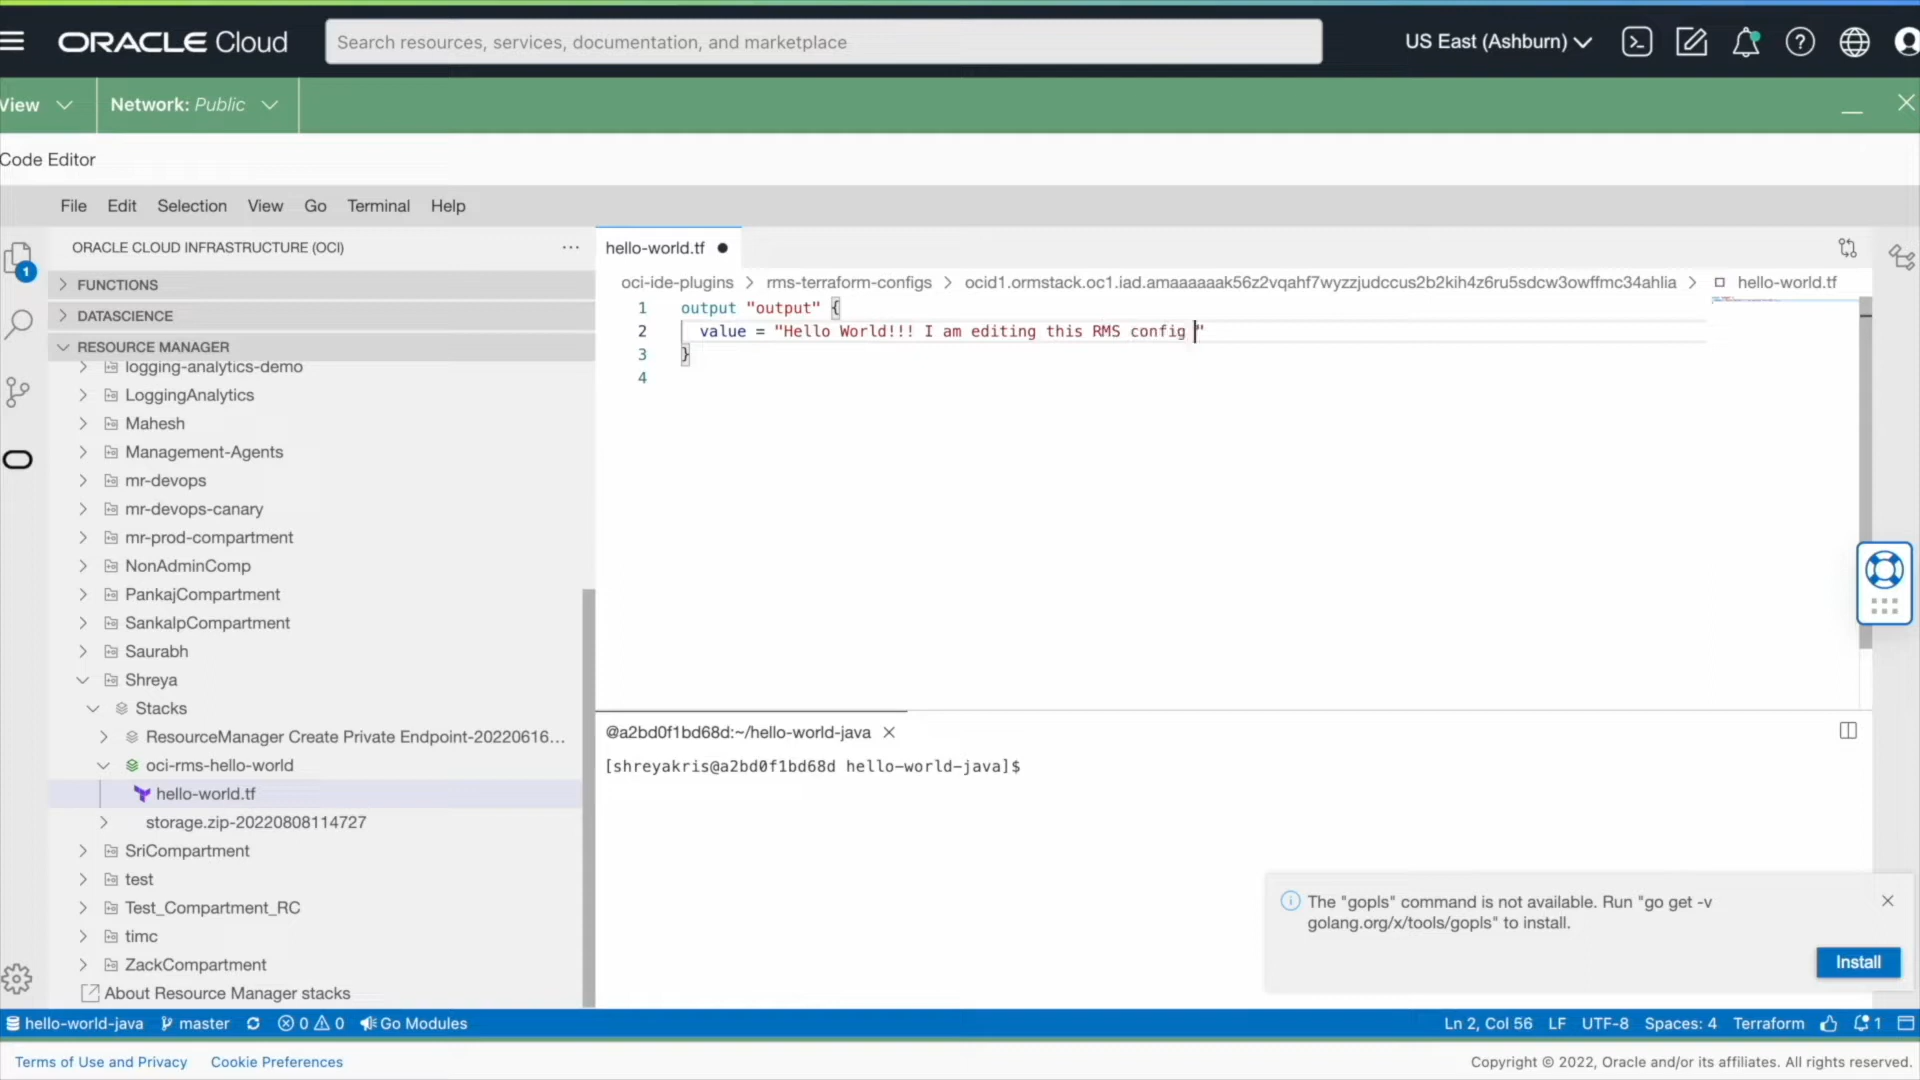 ORACLE Cloud
Search resources, services, documentation, and marketplace
US East (Ashburn)
View
Network: Public
Code Editor
File Edit Selection View Go Terminal Help
ORACLE CLOUD INFRASTRUCTURE (OCI)
1
FUNCTIONS
DATASCIENCE
RESOURCE MANAGER
logging-analytics-demo
LoggingAnalytics
Mahesh
Management-Agents
mr-devops
mr-devops-canary
mr-prod-compartment
NonAdminComp
PankajCompartment
SankalpCompartment
Saurabh
Shreya
Stacks
ResourceManager Create Private Endpoint-20220616...
oci-rms-hello-world
hello-world.tf
storage.zip-20220808114727
SriCompartment
test
Test_Compartment_RC
timc
ZackCompartment
About Resource Manager stacks
hello-world.tf
oci-ide-plugins > rms-terraform-configs > ocid1.ormstack.oc1.iad.amaaaaaak56z2vqahf7wyzzjudccus2b2kih4z6ru5sdcw3owffmc34ahlia > hello-world.tf
1 output "output" {
2 value = "Hello World!!! I am editing this RMS config "
3 }
4
@a2bd0f1bd68d:~/hello-world-java
[shreyakris@a2bd0f1bd68d hello-world-java]$
The "gopls" command is not available. Run "go get -v
golang.org/x/tools/gopls" to install.
Install
hello-world-java master 0 0 Go Modules
Ln 2, Col 56 LF UTF-8 Spaces: 4 Terraform 1
Terms of Use and Privacy Cookie Preferences
Copyright © 2022, Oracle and/or its affiliates. All rights reserved.